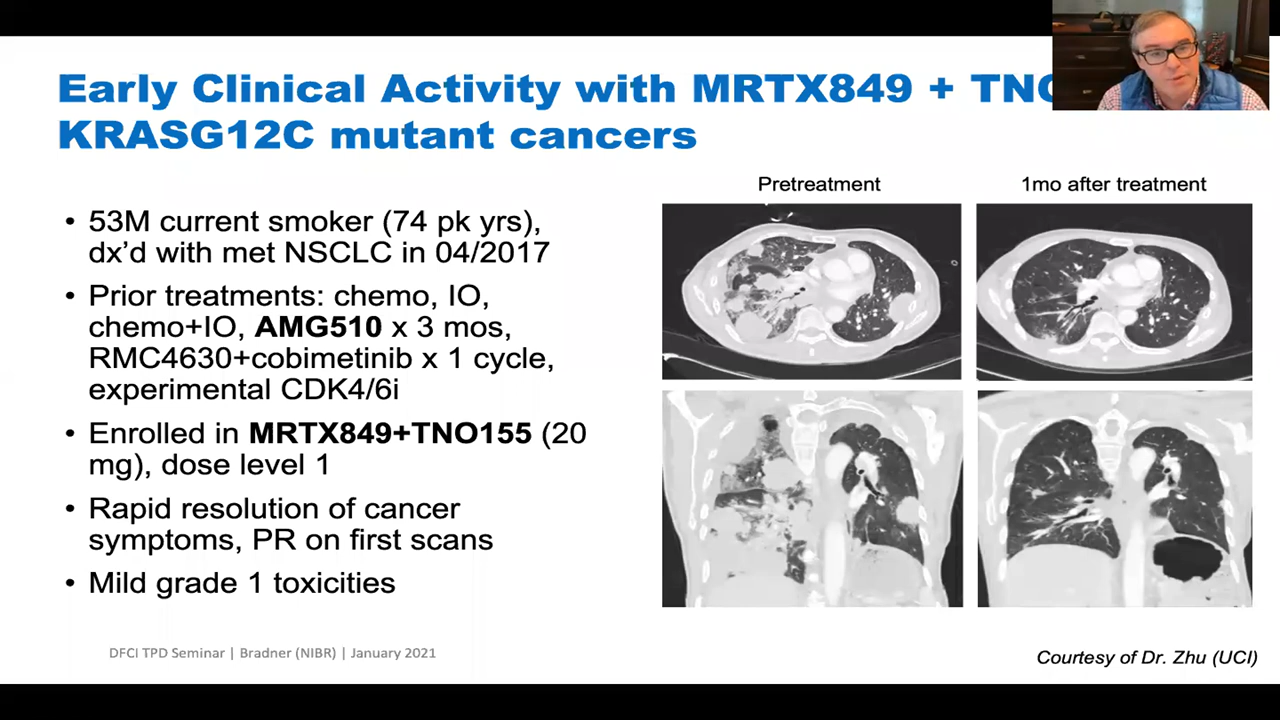 Early Clinical Activity with MRTX849 + TNO
KRASG12C mutant cancers
Pretreatment
1mo after treatment
• 53M current smoker (74 pk yrs),
dx’d with met NSCLC in 04/2017
• Prior treatments: chemo, IO,
chemo+IO, AMG510 x 3 mos,
RMC4630+cobimetinib x 1 cycle,
experimental CDK4/6i
• Enrolled in MRTX849+TNO155 (20
mg), dose level 1
• Rapid resolution of cancer
symptoms, PR on first scans
• Mild grade 1 toxicities
DFCI TPD Seminar | Bradner (NIBR) | January 2021
Courtesy of Dr. Zhu (UCI)